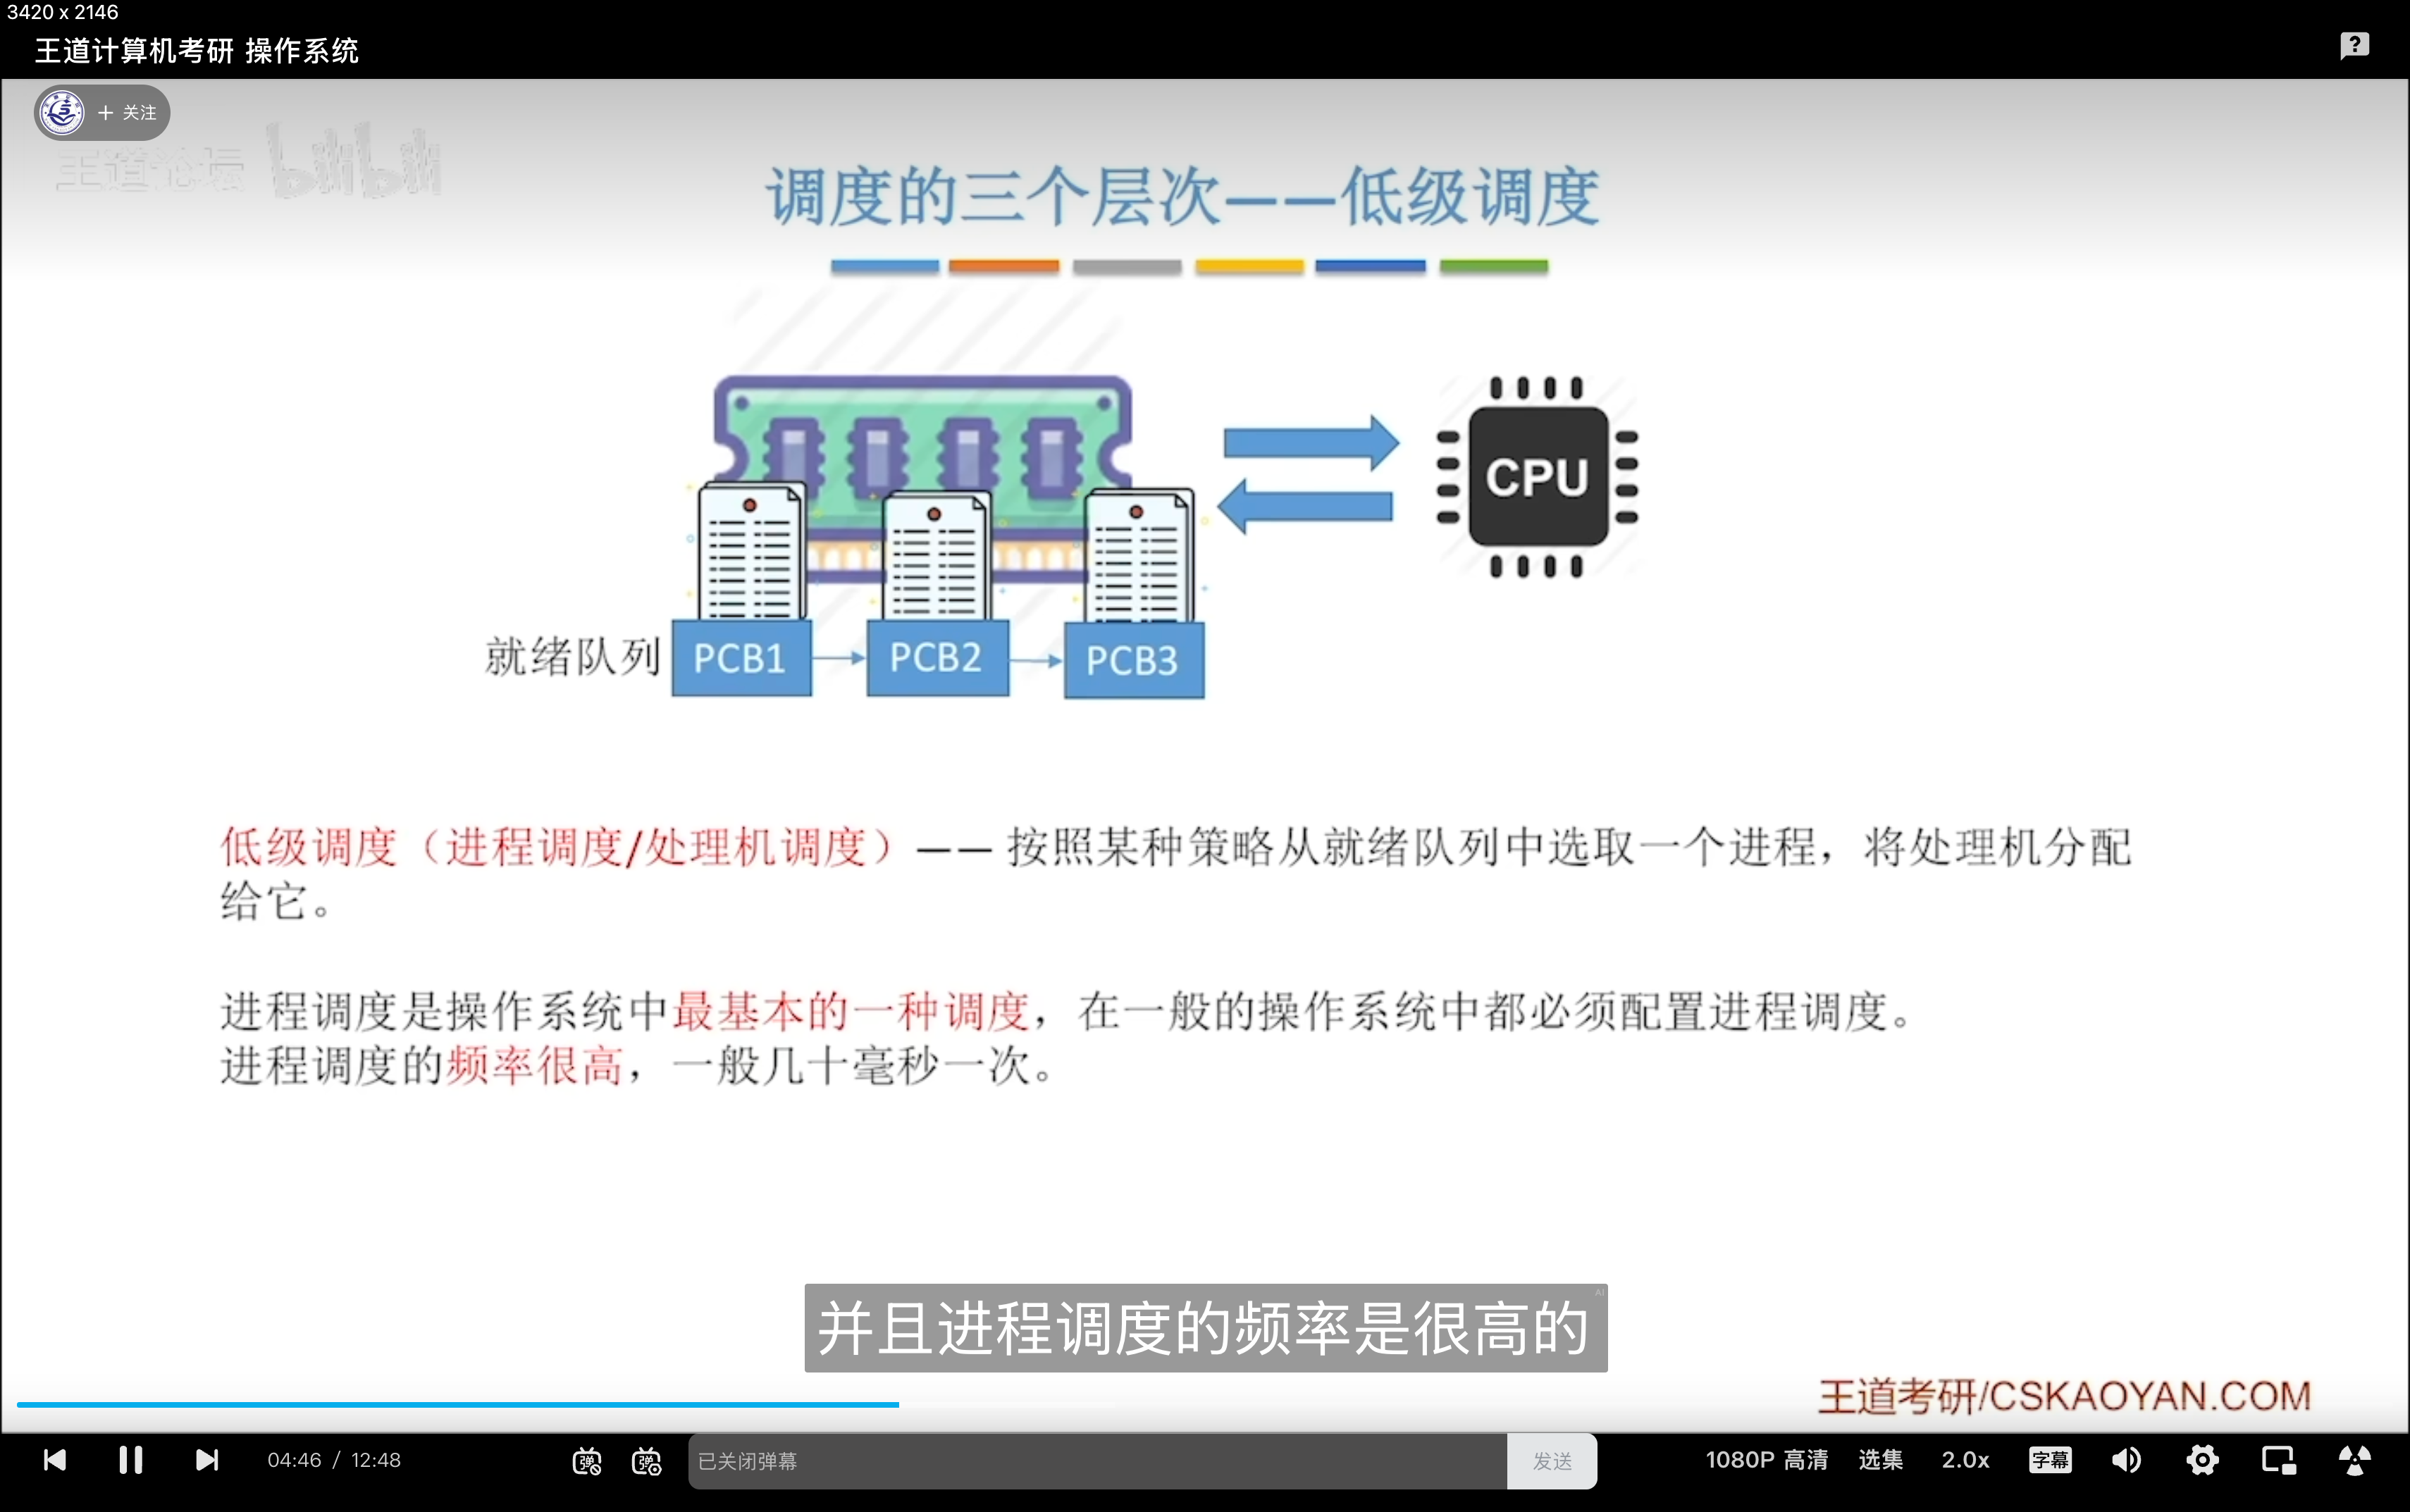 3420 x 2146
王道计算机考研 操作系统
?
+ 关注
王道论坛 bilibili
调度的三个层次——低级调度
CPU
就绪队列 PCB1 PCB2 PCB3
低级调度（进程调度/处理机调度）—— 按照某种策略从就绪队列中选取一个进程，将处理机分配
给它。
进程调度是操作系统中最基本的一种调度，在一般的操作系统中都必须配置进程调度。
进程调度的频率很高，一般几十毫秒一次。
AI
并且进程调度的频率是很高的
王道考研/CSKAOYAN.COM
04:46 / 12:48 弹 弹 已关闭弹幕 发送 1080P 高清 选集 2.0x 字幕